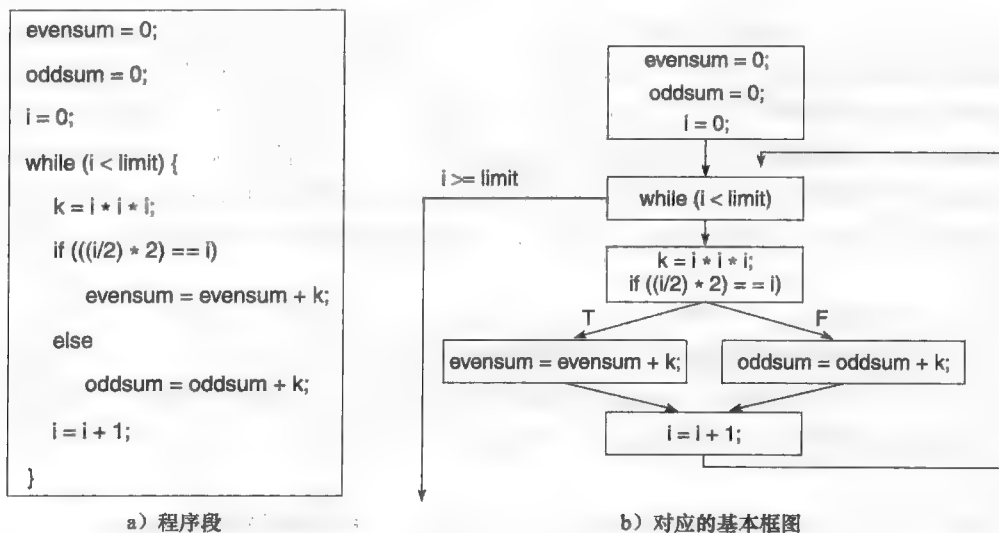 evensum = 0;
oddsum = 0;
i = 0;
while (i < limit) {
k = i * i * i;
if (((i/2) * 2) == i)
evensum = evensum + k;
else
oddsum = oddsum + k;
i = i + 1;
}
a）程序段
evensum = 0;
oddsum = 0;
i = 0;
i >= limit
while (i < limit)
k = i * i * i;
if ((i/2) * 2) = = i)
T
F
evensum = evensum + k;
oddsum = oddsum + k;
i = i + 1;
b）对应的基本框图